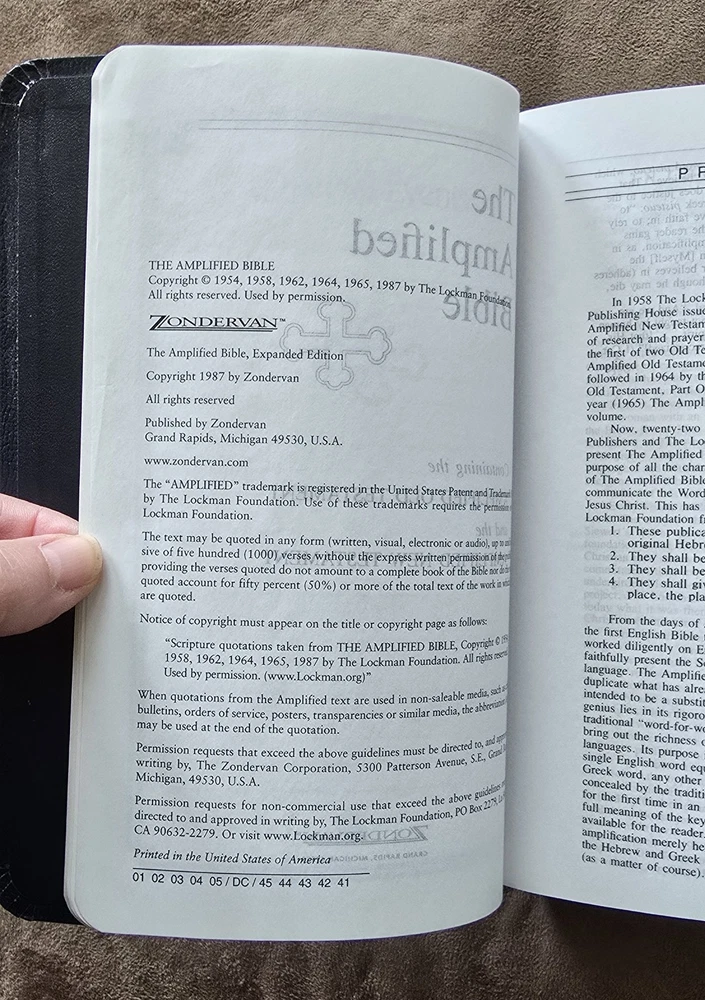 THE AMPLIFIED BIBLE
Copyright © 1954, 1958, 1962, 1964, 1965, 1987 by The Lockman Foundation,
All rights reserved. Used by permission.
ZONDERVAN™
The Amplified Bible, Expanded Edition
Copyright 1987 by Zondervan
All rights reserved
Published by Zondervan
Grand Rapids, Michigan 49530, U.S.A.
www.zondervan.com
The "AMPLIFIED" trademark is registered in the United States Patent and Trademark
by The Lockman Foundation. Use of these trademarks requires the permission
Lockman Foundation.
The text may be quoted in any form (written, visual, electronic or audio), up to
sive of five hundred (1000) verses without the express written permission of the
providing the verses quoted do not amount to a complete book of the Bible nor do
quoted account for fifty percent (50%) or more of the total text of the work in
are quoted.
Notice of copyright must appear on the title or copyright page as follows:
"Scripture quotations taken from THE AMPLIFIED BIBLE, Copyright ©
1958, 1962, 1964, 1965, 1987 by The Lockman Foundation. All rights
Used by permission. (www.Lockman.org)"
When quotations from the Amplified text are used in non-saleable media, such
bulletins, orders of service, posters, transparencies or similar media, the abbreviation
may be used at the end of the quotation.
Permission requests that exceed the above guidelines must be directed to, and
writing by, The Zondervan Corporation, 5300 Patterson Avenue, S.E., Grand
Michigan, 49530, U.S.A.
Permission requests for non-commercial use that exceed the above guidelines
directed to and approved in writing by, The Lockman Foundation, PO Box 2279,
CA 90632-2279. Or visit www.Lockman.org.
Printed in the United States of America
01 02 03 04 05 / DC / 45 44 43 42 41
P
In 1958 The Lock
Publishing House issue
Amplified New Testam
of research and prayer
the first of two Old Te
Amplified Old Testame
followed in 1964 by th
Old Testament, Part O
year (1965) The Ampl
volume.
Now, twenty-two
Publishers and The Lo
present The Amplified
purpose of all the chan
of The Amplified Bible
communicate the Word
Jesus Christ. This has
Lockman Foundation f
1. These publica
original Hebre
2. They shall be
3. They shall be
4. They shall giv
place, the pla
From the days of
the first English Bible
worked diligently on E
faithfully present the S
language. The Amplifie
duplicate what has alrea
intended to be a substit
genius lies in its rigoro
traditional "word-for-wo
bring out the richness o
languages. Its purpose
single English word equ
Greek word, any other
concealed by the traditi
for the first time in an
full meaning of the key
available for the reader.
amplification merely he
the Hebrew and Greek
(as a matter of course).